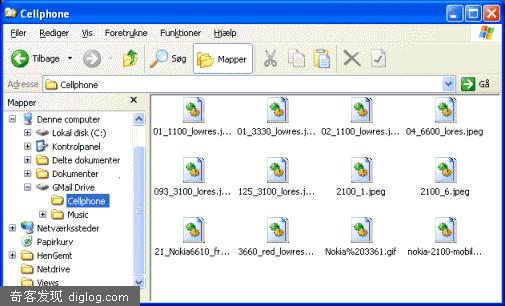 Cellphone
Filer Rediger Vis Foretrykne Funktioner Hjælp
Tilbage Søg Mapper
Adresse Cellphone Gå
Mapper
Denne computer
Lokal disk (C:)
Kontrolpanel
Delte dokumenter
Dokumenter
GMail Drive
Cellphone
Music
Netværkssteder
Papirkurv
HenGemt
Netdrive
Views
01_1100_lowres.j... 01_3330_lowres.j... 02_1100_lowres.j... 04_6600_lores.jpeg
093_3100_lores.j... 125_3100_lores.j... 2100_1.jpeg 2100_6.jpeg
21_Nokia6610_fr... 3660_red_lowres... Nokia%203361.gif nokia-2100-mobil...
奇客发现 diglog.com